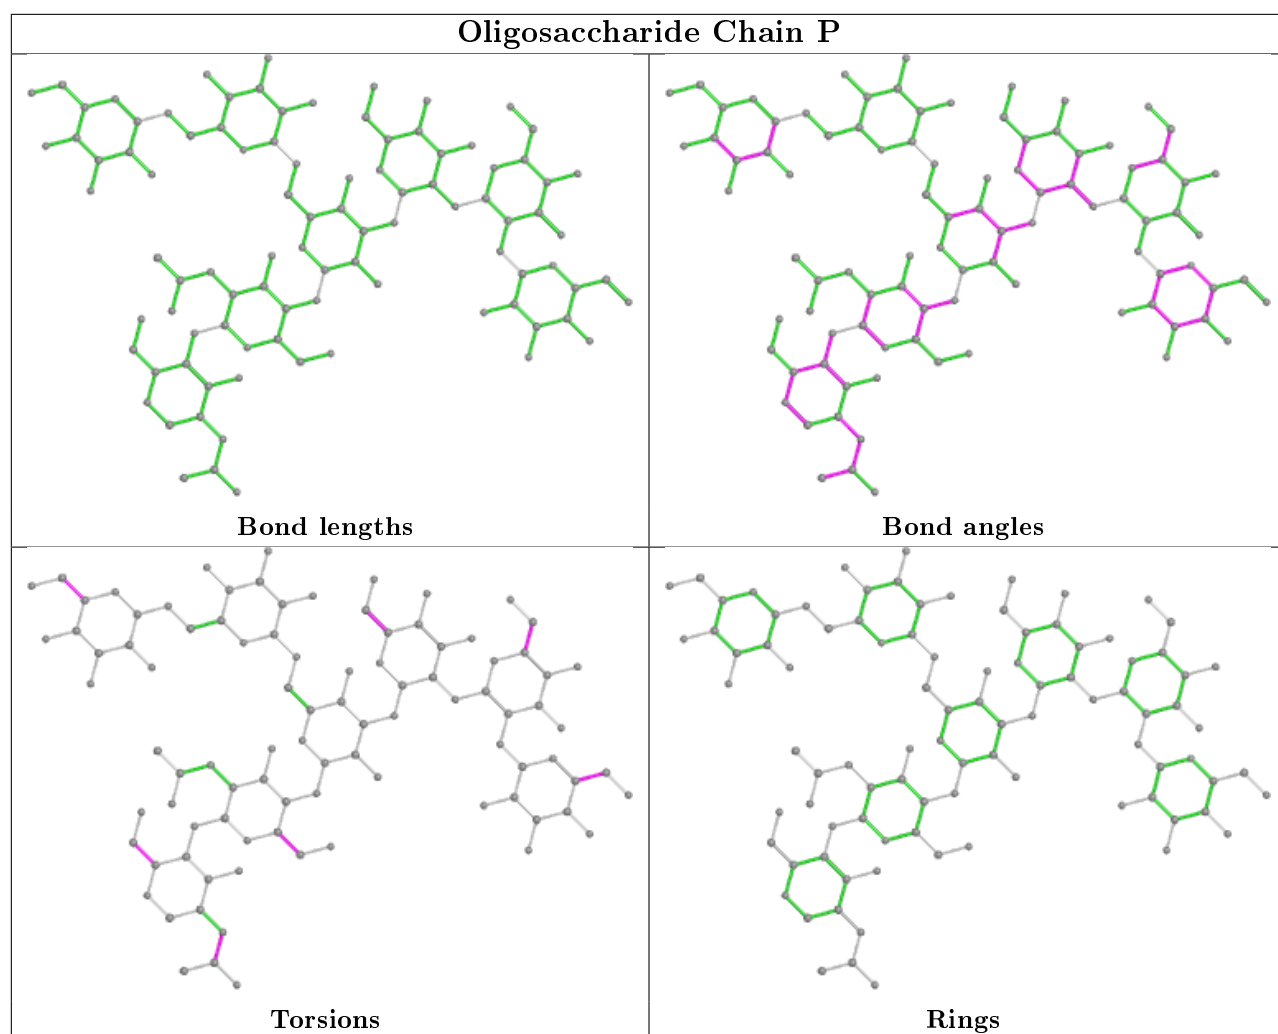 Oligosaccharide Chain P
Bond lengths
Bond angles
Torsions
Rings